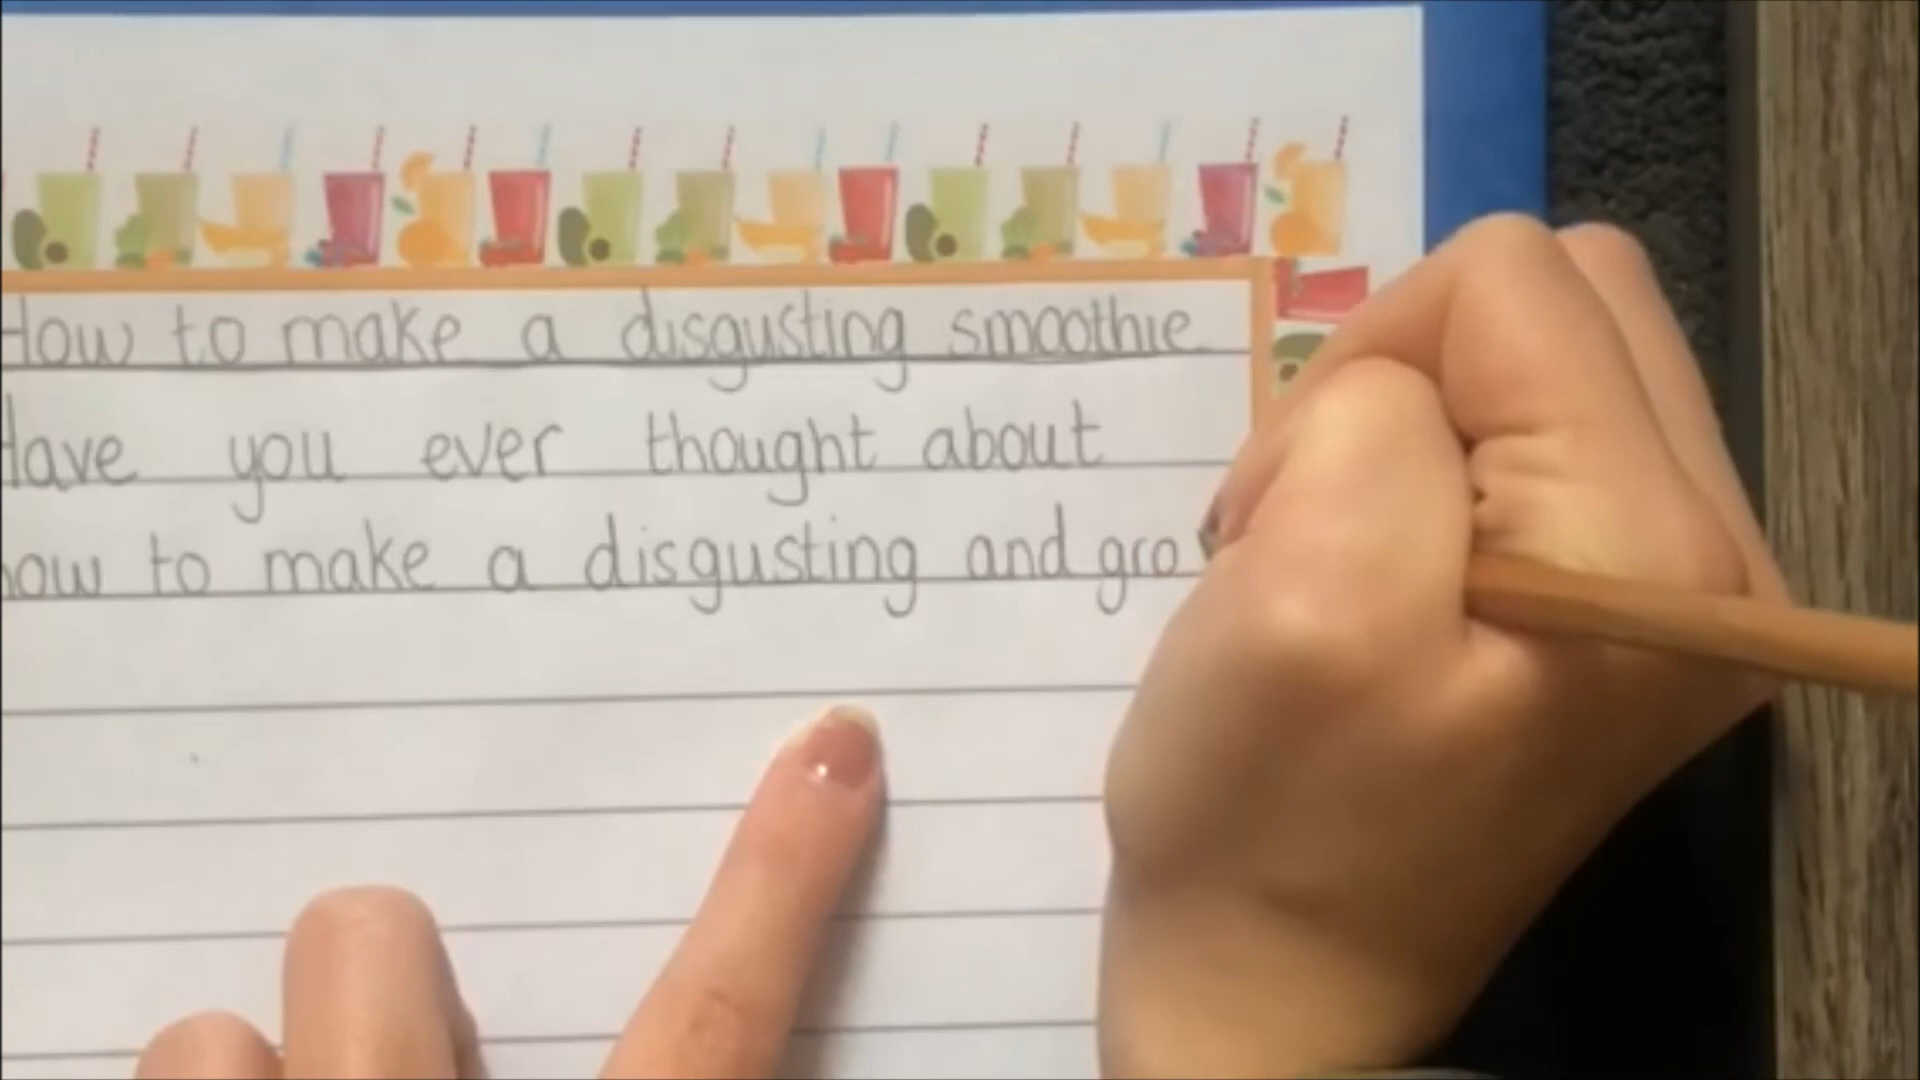 How to make a disgusting smoothie
Have you ever thought about
how to make a disgusting and gro